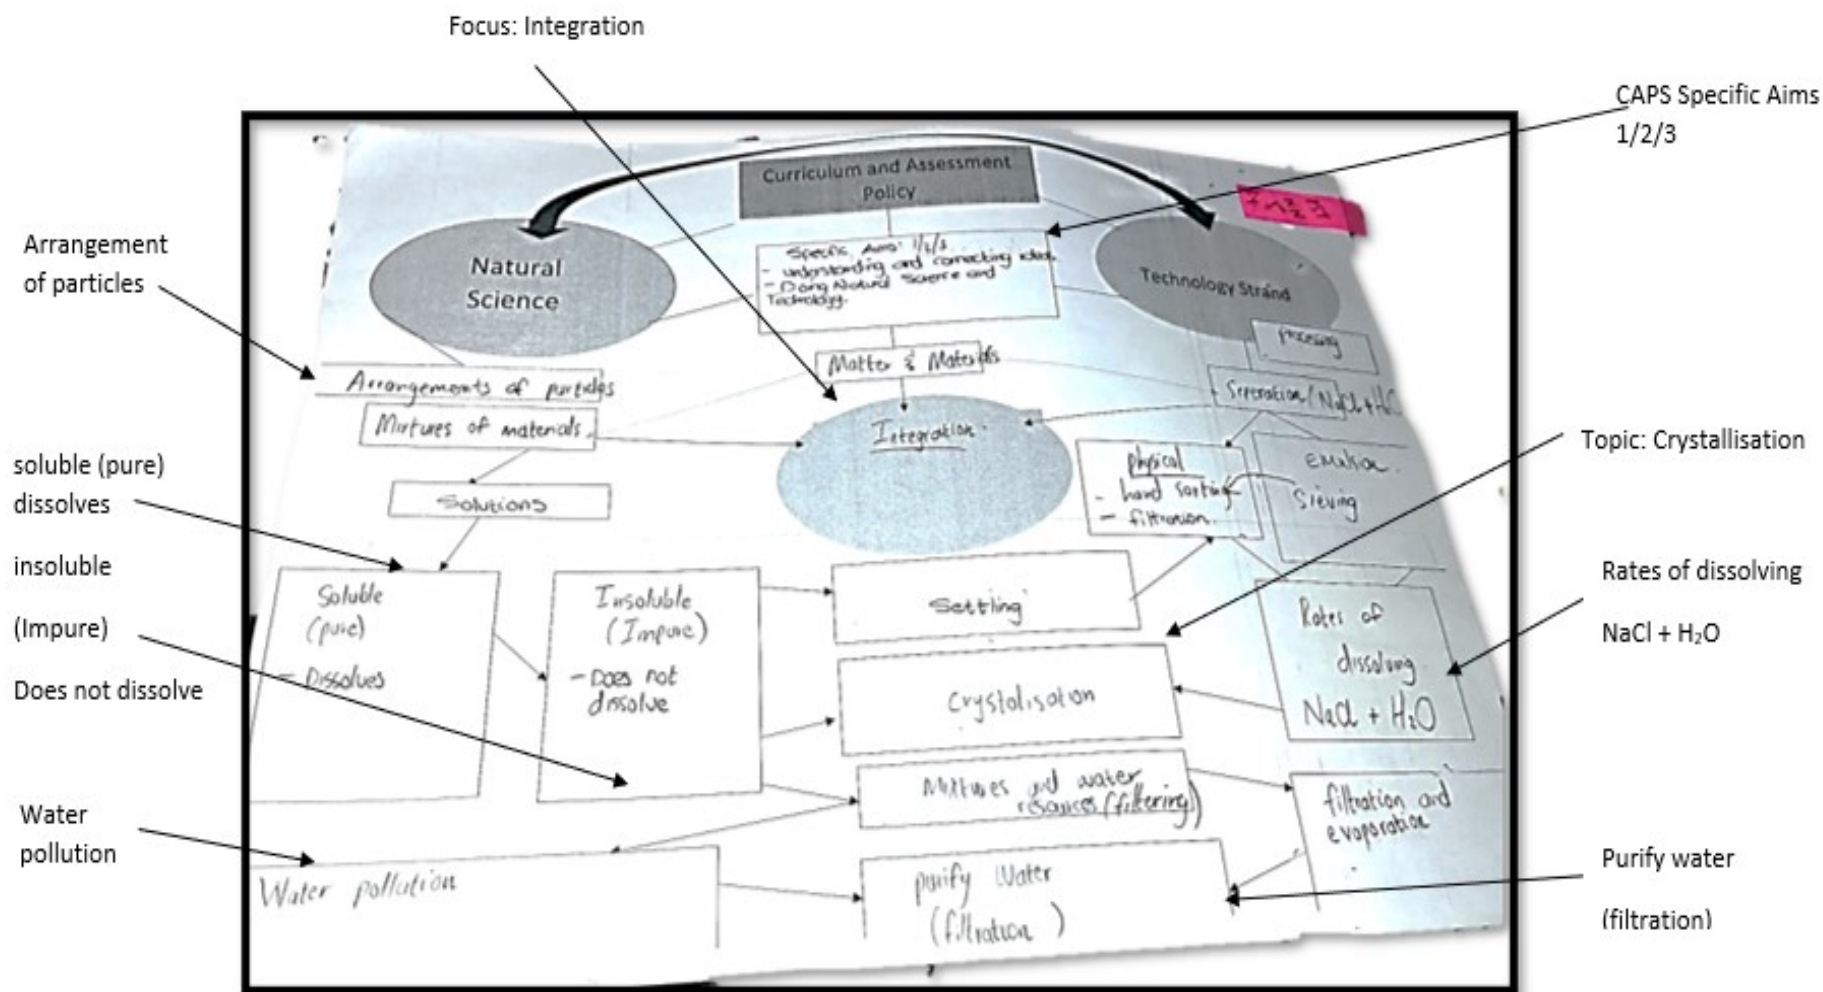 Focus: Integration
CAPS Specific Aims
1/2/3
Arrangement
of particles
soluble (pure)
dissolves
insoluble
(Impure)
Does not dissolve
Water
pollution
Topic: Crystallisation
Rates of dissolving
NaCl + H₂O
Purify water
(filtration)
Curriculum and Assessment
Policy
Natural
Science
Specific Aims: 1/2/3
- understanding and connecting ideas
- Doing Natural Science and
Technology.
Technology Strand
processing
Arrangements of particles
Matter & Materials
Seperation/NaCl + H₂O
Mixtures of materials.
Integration.
physical
- hand sorting
- filtration.
emulsion.
Sieving
Solutions
Soluble
(pure)
- Dissolves
Insoluble
(Impure)
- Does not
dissolve
Settling
Rates of
dissolving
NaCl + H₂O
Crystalisation
Mixtures and water
resources (filtering)
filtration and
evaporation
Water pollution
purify Water
(filtration)